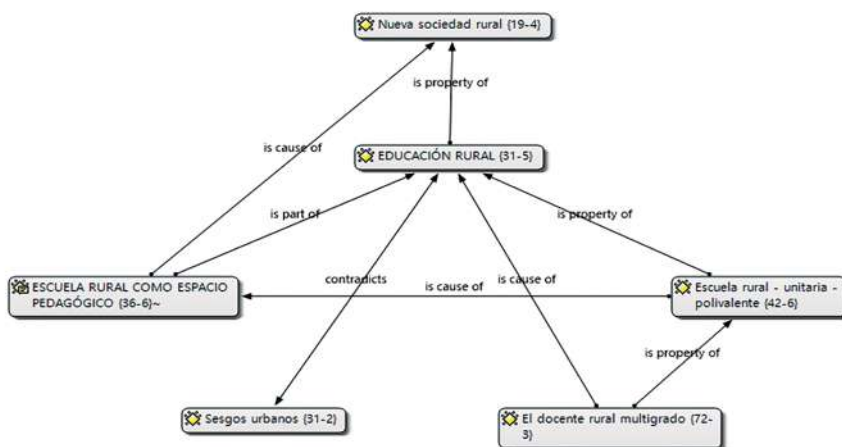 Nueva sociedad rural {19-4}
is property of
is cause of
EDUCACIÓN RURAL {31-5}
is part of
is property of
contradicts
is cause of
is cause of
ESCUELA RURAL COMO ESPACIO
PEDAGÓGICO {36-6}~
Escuela rural - unitaria -
polivalente {42-6}
is property of
Sesgos urbanos {31-2}
El docente rural multigrado {72-
3}